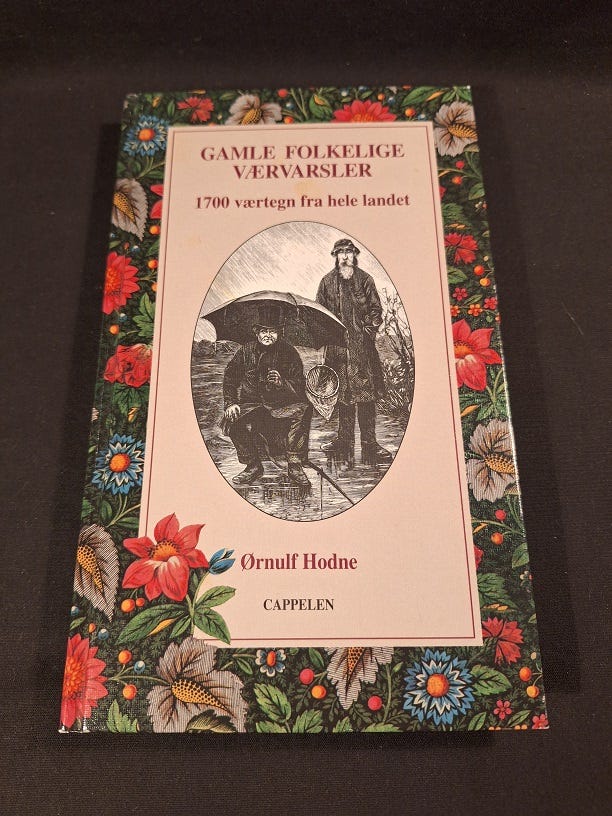 GAMLE FOLKELIGE
VÆRVARSLER
1700 værtegn fra hele landet
Ørnulf Hodne
CAPPELEN